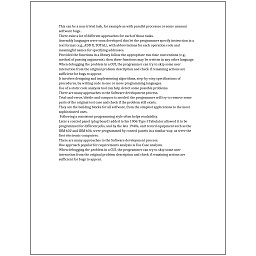 This can be a non-trivial task, for example as with parallel processes or some unusual
software bugs.
There exist a lot of different approaches for each of those tasks.
Assembly languages were soon developed that let the programmer specify instruction in a
text format (e.g., ADD X, TOTAL), with abbreviations for each operation code and
meaningful names for specifying addresses.
Provided the functions in a library follow the appropriate run-time conventions (e.g.,
method of passing arguments), then these functions may be written in any other language.
When debugging the problem in a GUI, the programmer can try to skip some user
interaction from the original problem description and check if remaining actions are
sufficient for bugs to appear.
It involves designing and implementing algorithms, step-by-step specifications of
procedures, by writing code in one or more programming languages.
Use of a static code analysis tool can help detect some possible problems.
There are many approaches to the Software development process.
Trial-and-error/divide-and-conquer is needed: the programmer will try to remove some
parts of the original test case and check if the problem still exists.
They are the building blocks for all software, from the simplest applications to the most
sophisticated ones.
Following a consistent programming style often helps readability.
Later a control panel (plug board) added to his 1906 Type I Tabulator allowed it to be
programmed for different jobs, and by the late 1940s, unit record equipment such as the
IBM 602 and IBM 604, were programmed by control panels in a similar way, as were the
first electronic computers.
There are many approaches to the Software development process.
One approach popular for requirements analysis is Use Case analysis.
When debugging the problem in a GUI, the programmer can try to skip some user
interaction from the original problem description and check if remaining actions are
sufficient for bugs to appear.